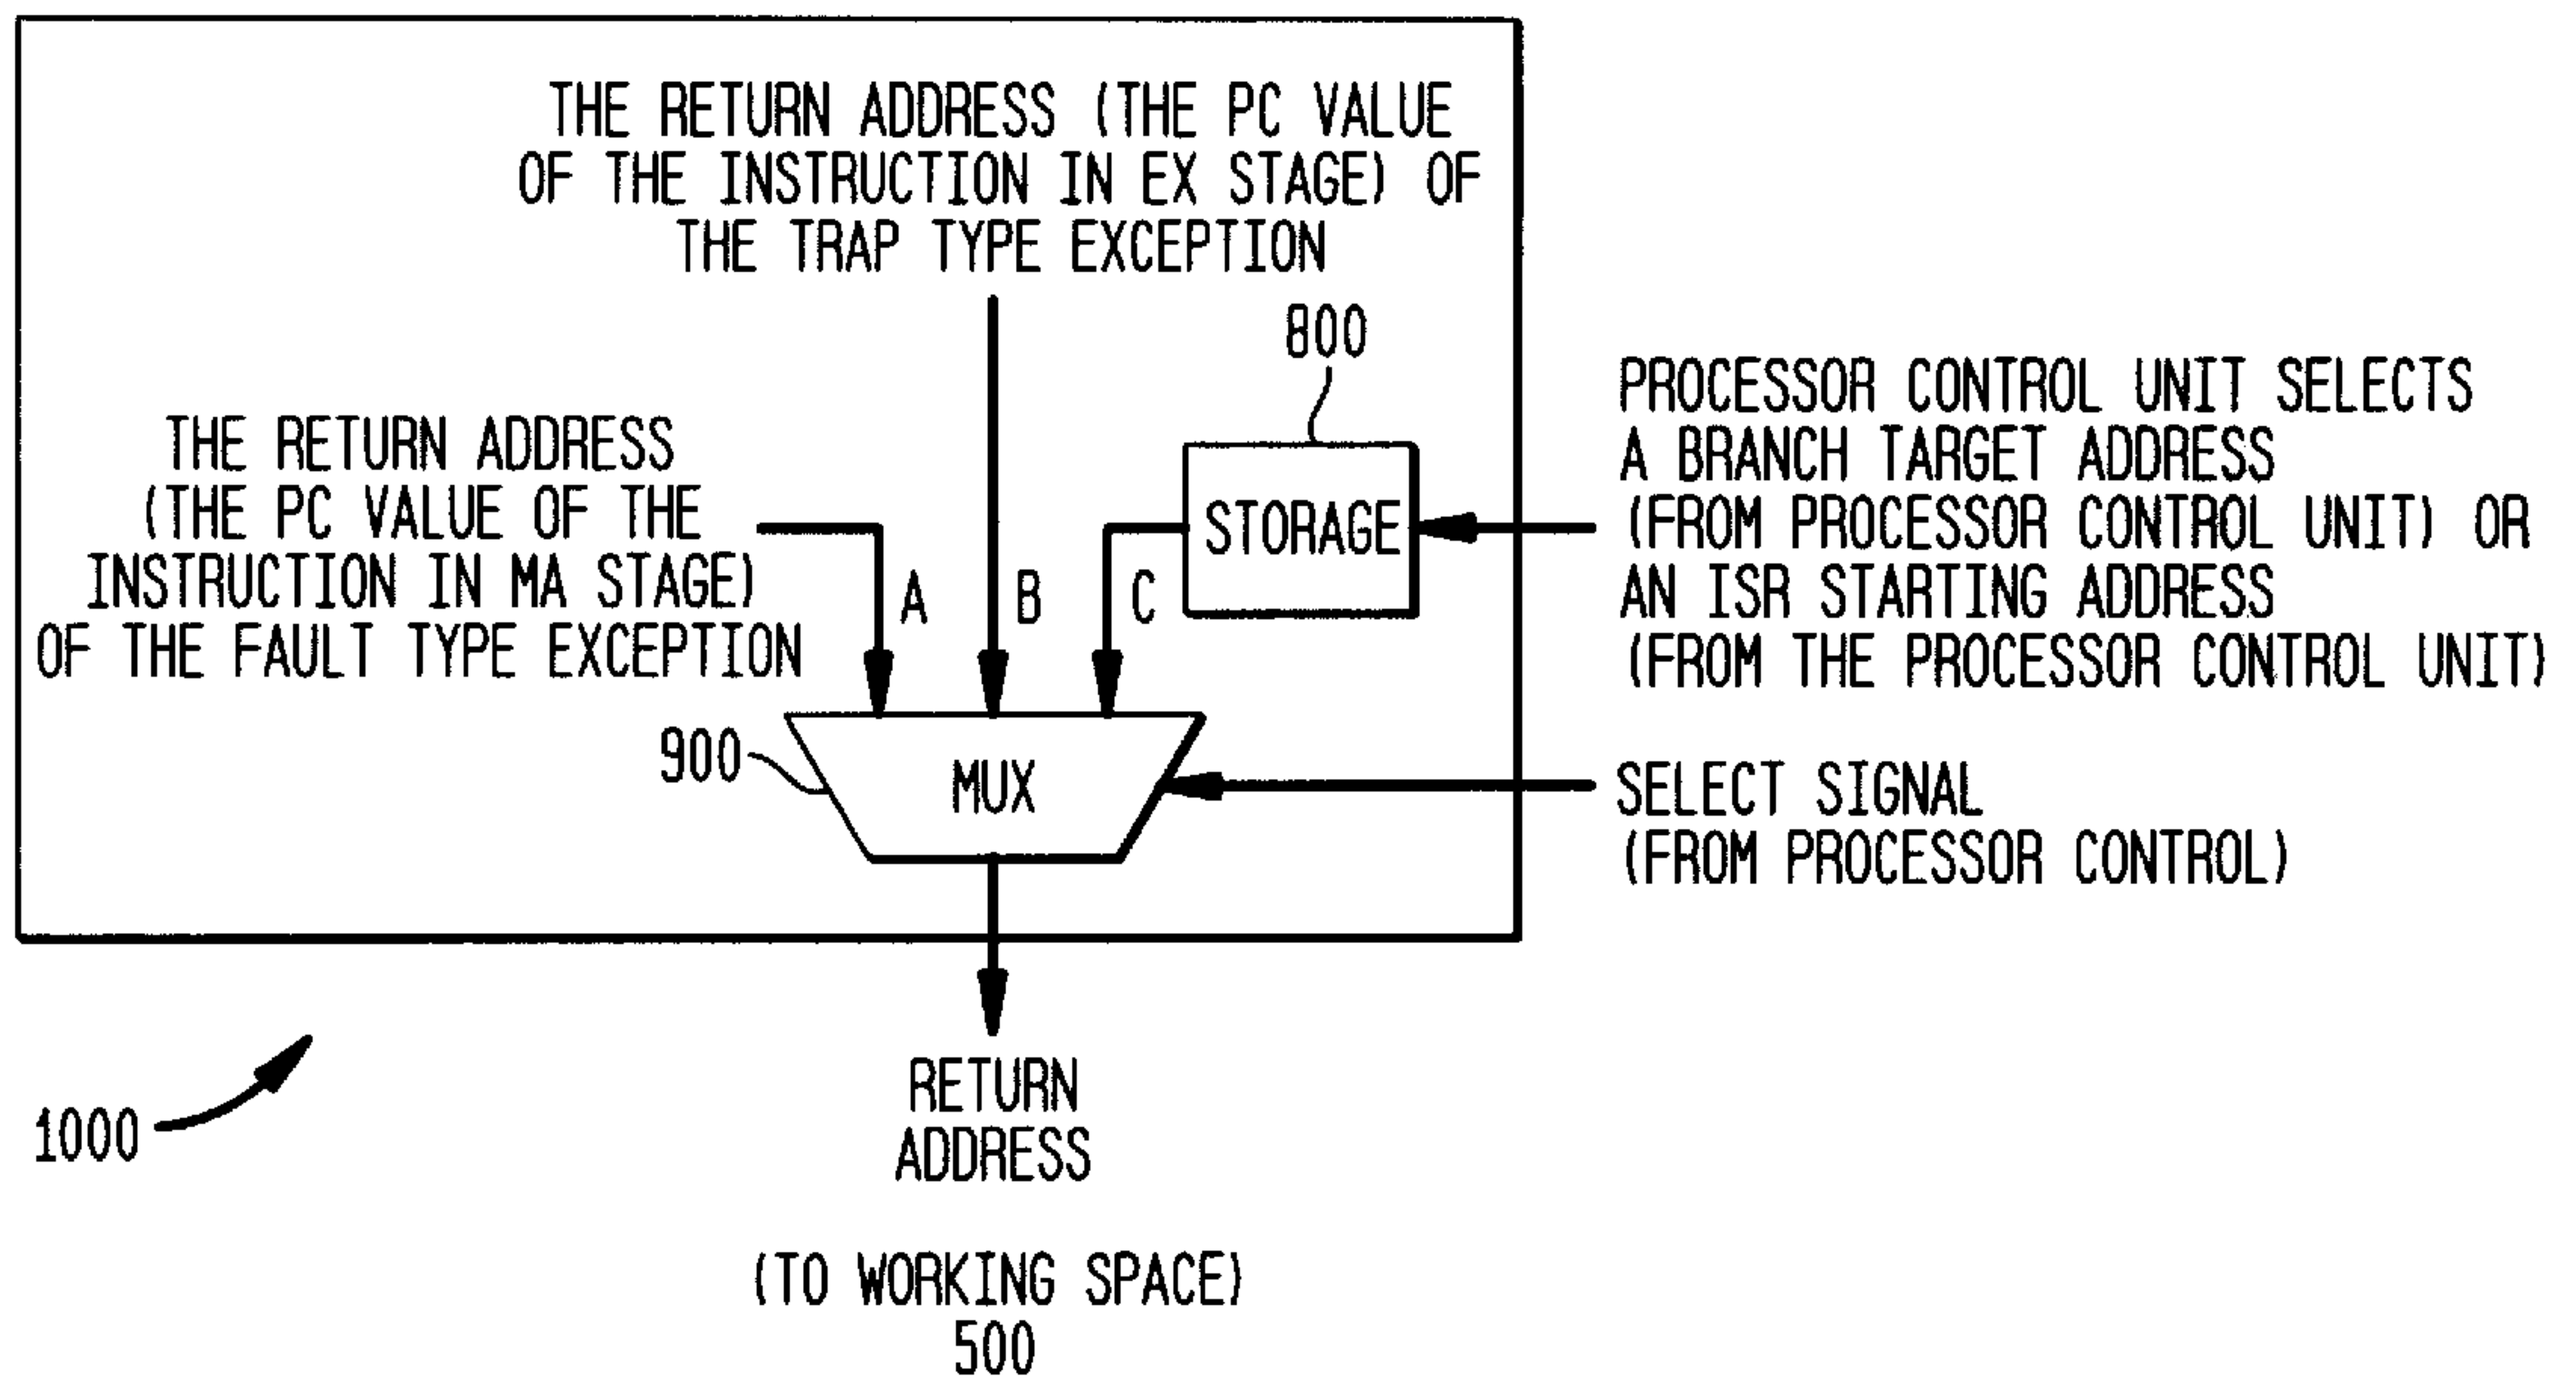 THE RETURN ADDRESS (THE PC VALUE
OF THE INSTRUCTION IN EX STAGE) OF
THE TRAP TYPE EXCEPTION
800
THE RETURN ADDRESS
(THE PC VALUE OF THE
INSTRUCTION IN MA STAGE)
OF THE FAULT TYPE EXCEPTION
A
B
C
STORAGE
PROCESSOR CONTROL UNIT SELECTS
A BRANCH TARGET ADDRESS
(FROM PROCESSOR CONTROL UNIT) OR
AN ISR STARTING ADDRESS
(FROM THE PROCESSOR CONTROL UNIT)
900
MUX
SELECT SIGNAL
(FROM PROCESSOR CONTROL)
1000
RETURN
ADDRESS
(TO WORKING SPACE)
500